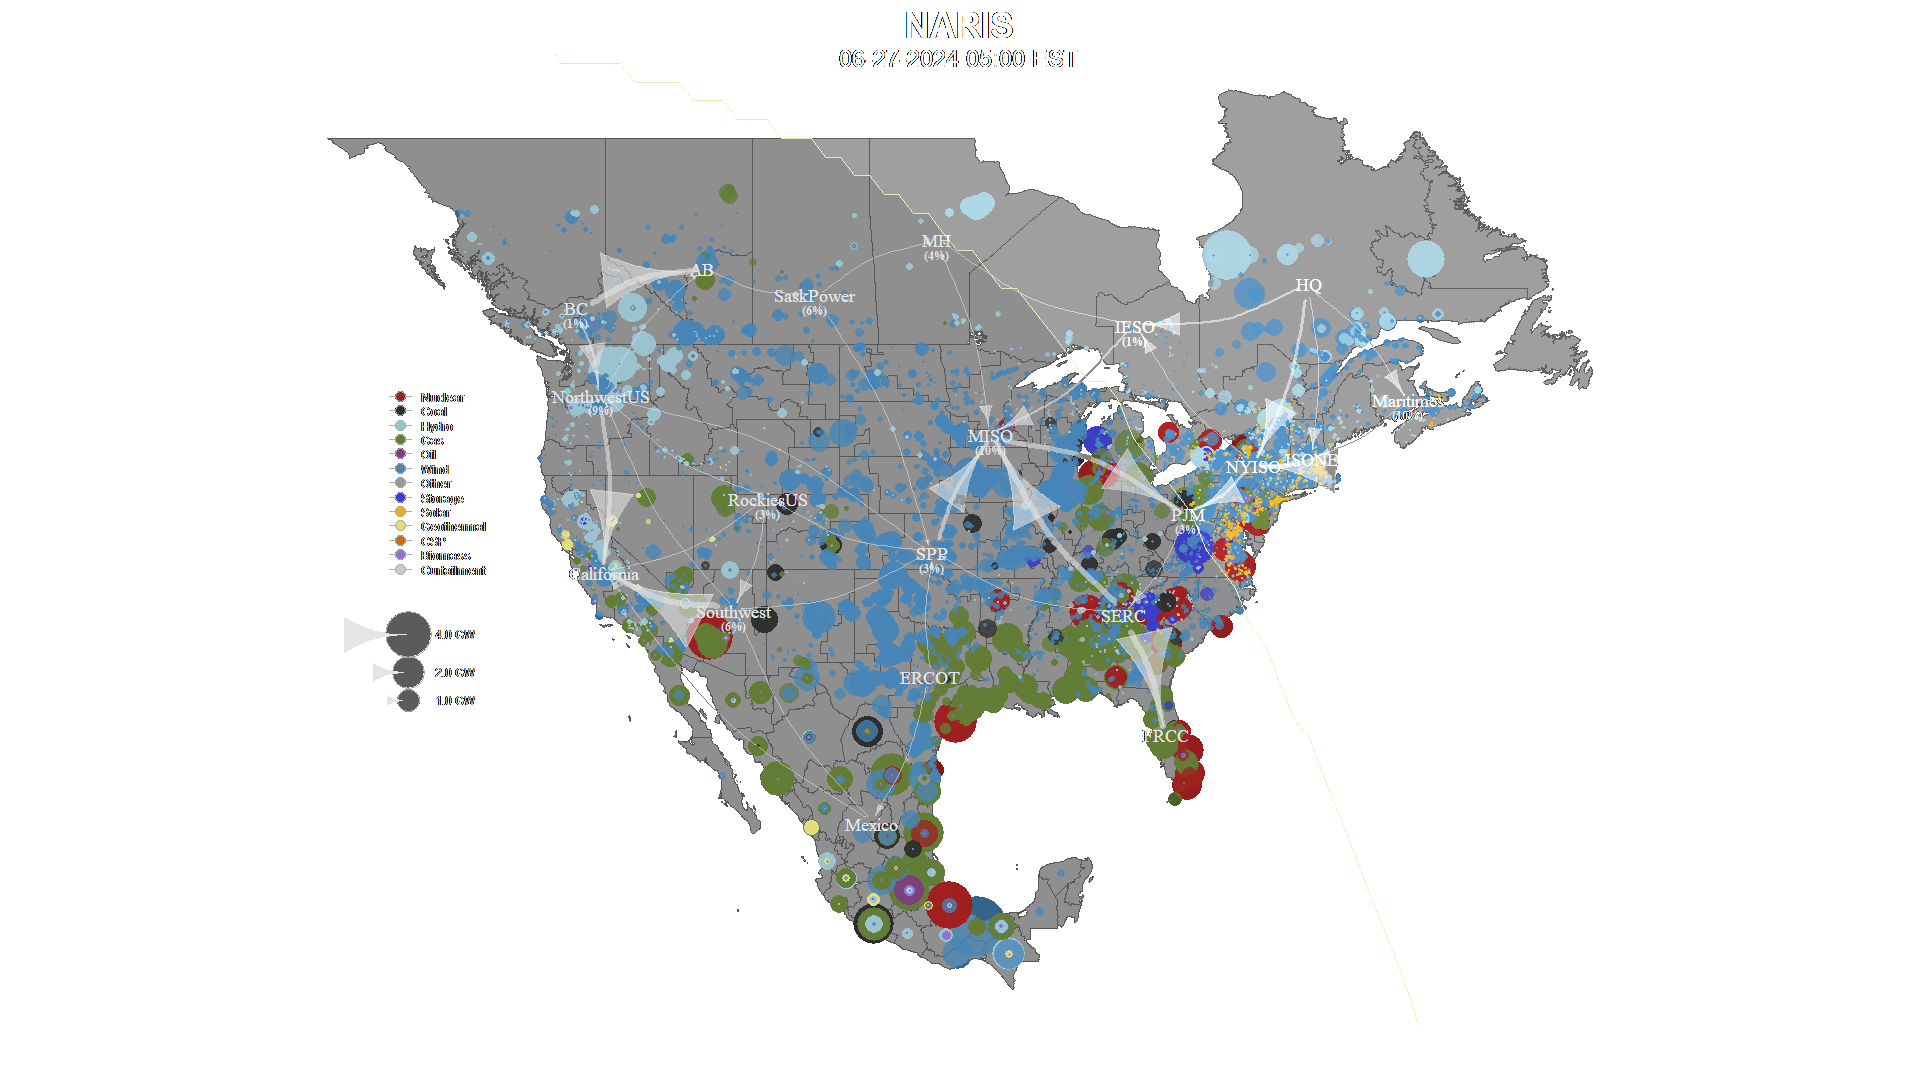 NARIS
06-27-2024 05:00 EST
MH
(4%)
AB
SaskPower
(6%)
HQ
BC
(1%)
IESO
(1%)
NorthwestUS
(9%)
Maritimes
MISO
(10%)
NYISO
ISONE
RockiesUS
(3%)
PJM
SPP
(3%)
California
Southwest
(6%)
SERC
ERCOT
FRCC
Mexico
Nuclear
Coal
Hydro
Gas
Oil
Wind
Other
Storage
Solar
Geothermal
CSP
Biomass
Curtailment
4.0 GW
2.0 GW
1.0 GW